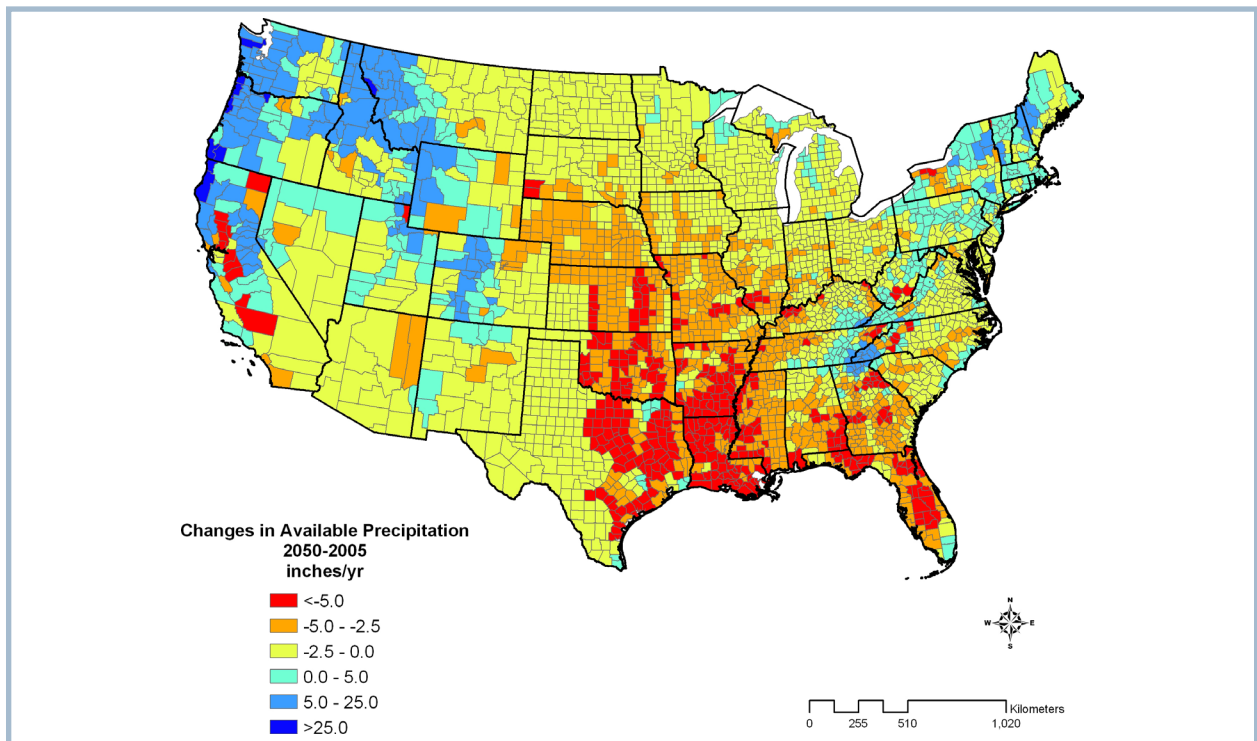 Changes in Available Precipitation
2050-2005
inches/yr
<-5.0
-5.0 - -2.5
-2.5 - 0.0
0.0 - 5.0
5.0 - 25.0
>25.0
N
W E
S
Kilometers
0 255 510 1,020